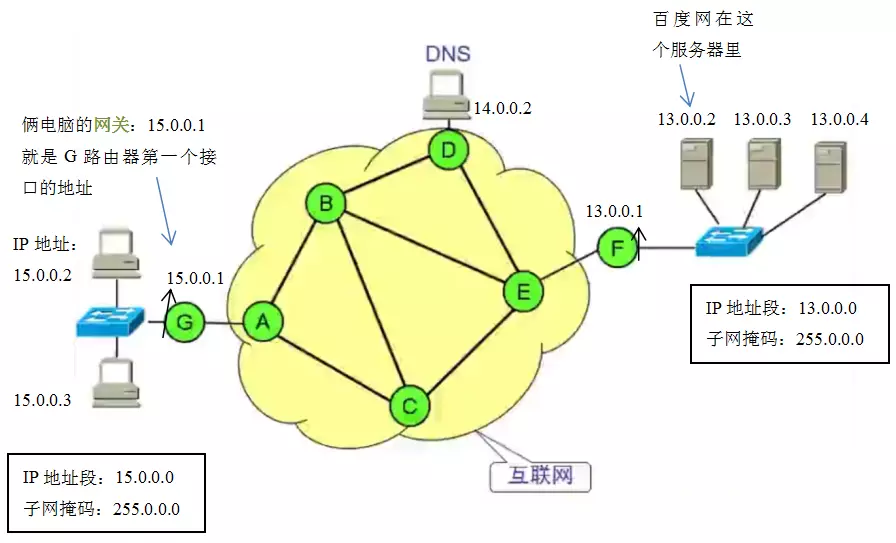 百度网在这
个服务器里
DNS
14.0.0.2
13.0.0.2
13.0.0.3
13.0.0.4
俩电脑的网关：15.0.0.1
就是 G 路由器第一个接
口的地址
D
B
13.0.0.1
F
IP 地址：
15.0.0.2
15.0.0.1
E
G
A
IP 地址段：13.0.0.0
子网掩码：255.0.0.0
15.0.0.3
C
互联网
IP 地址段：15.0.0.0
子网掩码：255.0.0.0